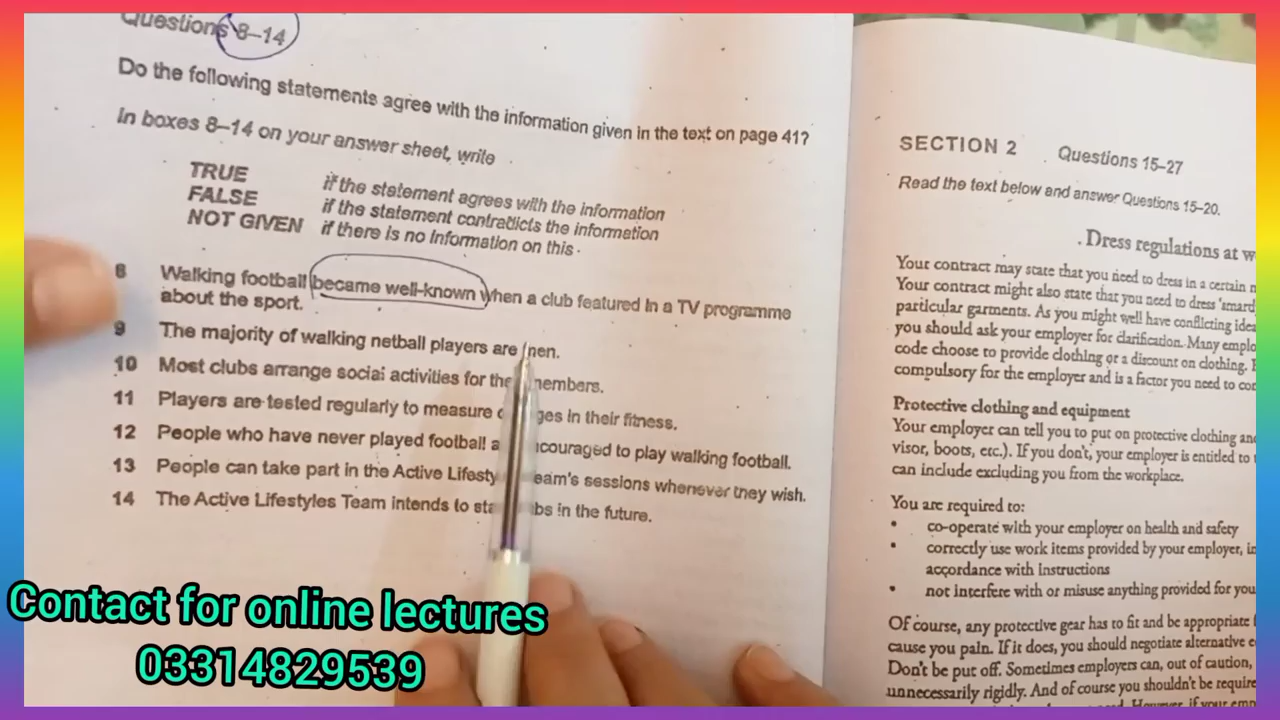 Questions 8–14
Do the following statements agree with the information given in the text on page 41?
In boxes 8–14 on your answer sheet, write
TRUE if the statement agrees with the information
FALSE if the statement contradicts the information
NOT GIVEN if there is no information on this
8 Walking football became well-known when a club featured in a TV programme
about the sport.
9 The majority of walking netball players are men.
10 Most clubs arrange social activities for members.
11 Players are tested regularly to measure in their fitness.
12 People who have never played football to play walking football.
13 People can take part in the Active sessions whenever they wish.
14 The Active Lifestyles Team intends to in the future.
SECTION 2 Questions 15–27
Read the text below and answer Questions 15–20.
Dress regulations at
Your contract may state that you need to dress in a certain
Your contract might also state that you need to dress 'smart
particular garments. As you might well have conflicting
you should ask your employer for clarification. Many
code choose to provide clothing or a discount on clothing.
compulsory for the employer and is a factor you need to
Protective clothing and equipment
Your employer can tell you to put on protective clothing
visor, boots, etc.). If you don't, your employer is entitled to
can include excluding you from the workplace.
You are required to:
• co-operate with your employer on health and safety
• correctly use work items provided by your employer, in
accordance with instructions
• not interfere with or misuse anything provided for
Of course, any protective gear has to fit and be appropriate
cause you pain. If it does, you should negotiate alternative
Don't be put off. Sometimes employers can, out of caution,
unnecessarily rigidly. And of course you shouldn't be
Contact for online lectures
03314829539